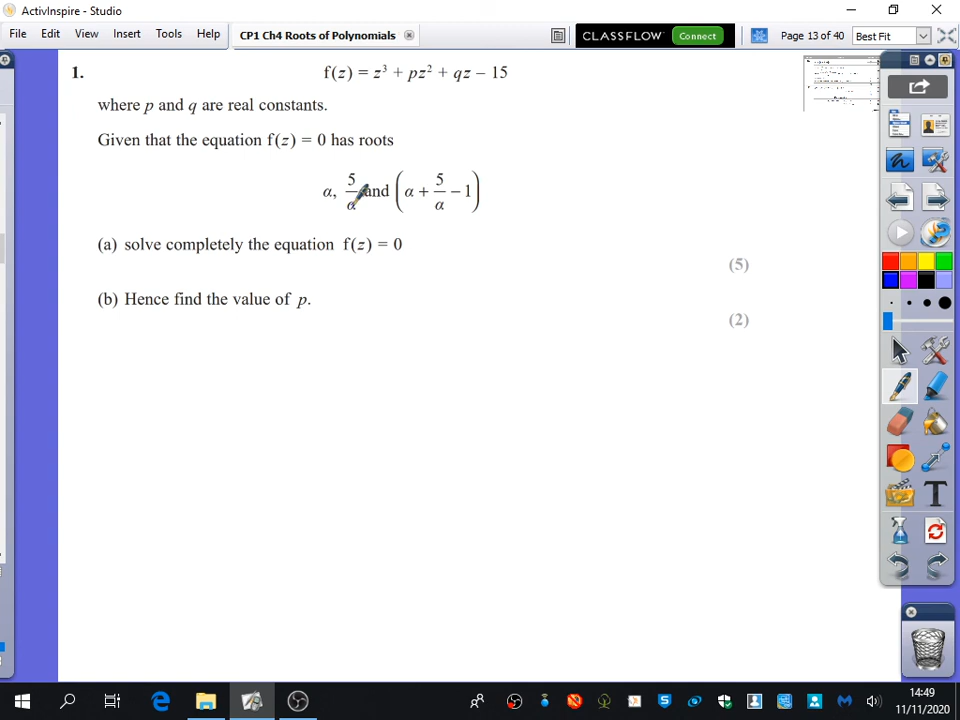 ActivInspire - Studio
File Edit View Insert Tools Help CP1 Ch4 Roots of Polynomials CLASSFLOW Connect Page 13 of 40 Best Fit
1. f(z) = z³ + pz² + qz − 15
where p and q are real constants.
Given that the equation f(z) = 0 has roots
α, 5/α and (α + 5/α − 1)
(a) solve completely the equation f(z) = 0
(5)
(b) Hence find the value of p.
(2)
T
14:49
11/11/2020